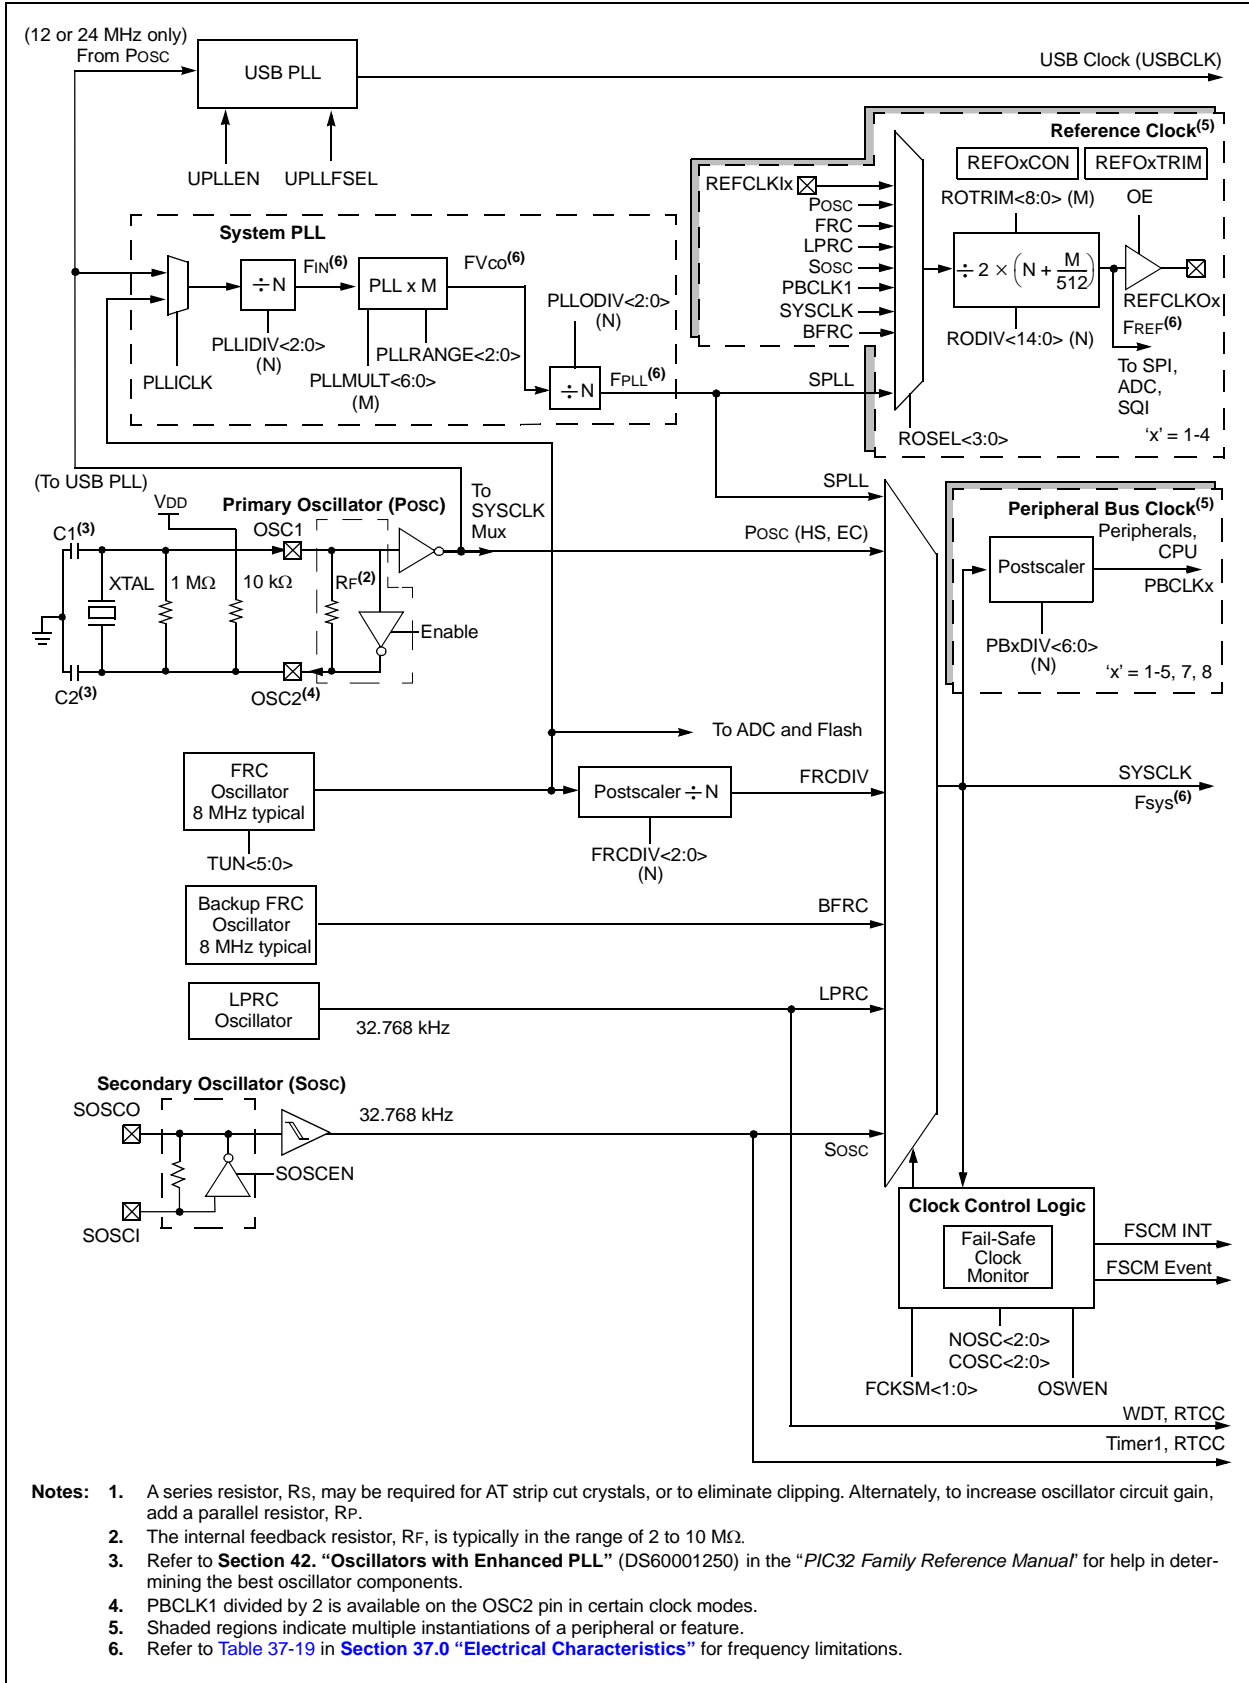 (12 or 24 MHz only)
From POSC
USB PLL
USB Clock (USBCLK)
UPLLEN
UPLLFSEL
Reference Clock(5)
REFOxCON
REFOxTRIM
REFCLKIx
POSC
FRC
LPRC
SOSC
PBCLK1
SYSCLK
BFRC
SPLL
ROTRIM<8:0> (M)
OE
÷ 2 × (N + M/512)
REFCLKOx
RODIV<14:0> (N)
FREF(6)
To SPI,
ADC,
SQI
ROSEL<3:0>
'x' = 1-4
System PLL
FIN(6)
FVCO(6)
÷ N
PLL x M
PLLODIV<2:0>
(N)
PLLICLK
PLLIDIV<2:0>
(N)
PLLRANGE<2:0>
PLLMULT<6:0>
(M)
÷ N
FPLL(6)
(To USB PLL)
VDD
Primary Oscillator (POSC)
To
SYSCLK
Mux
SPLL
C1(3)
OSC1
POSC (HS, EC)
XTAL
1 MΩ
10 kΩ
RF(2)
Enable
C2(3)
OSC2(4)
Peripheral Bus Clock(5)
Peripherals,
CPU
Postscaler
PBCLKx
PBxDIV<6:0>
(N)
'x' = 1-5, 7, 8
To ADC and Flash
FRC
Oscillator
8 MHz typical
TUN<5:0>
Postscaler ÷ N
FRCDIV
FRCDIV<2:0>
(N)
SYSCLK
Fsys(6)
Backup FRC
Oscillator
8 MHz typical
BFRC
LPRC
Oscillator
32.768 kHz
LPRC
Secondary Oscillator (SOSC)
SOSCO
32.768 kHz
SOSCEN
SOSCI
SOSC
Clock Control Logic
Fail-Safe
Clock
Monitor
FSCM INT
FSCM Event
NOSC<2:0>
COSC<2:0>
FCKSM<1:0>
OSWEN
WDT, RTCC
Timer1, RTCC
Notes: 1. A series resistor, RS, may be required for AT strip cut crystals, or to eliminate clipping. Alternately, to increase oscillator circuit gain,
add a parallel resistor, RP.
2. The internal feedback resistor, RF, is typically in the range of 2 to 10 MΩ.
3. Refer to Section 42. “Oscillators with Enhanced PLL” (DS60001250) in the “PIC32 Family Reference Manual” for help in deter-
mining the best oscillator components.
4. PBCLK1 divided by 2 is available on the OSC2 pin in certain clock modes.
5. Shaded regions indicate multiple instantiations of a peripheral or feature.
6. Refer to Table 37-19 in Section 37.0 “Electrical Characteristics” for frequency limitations.